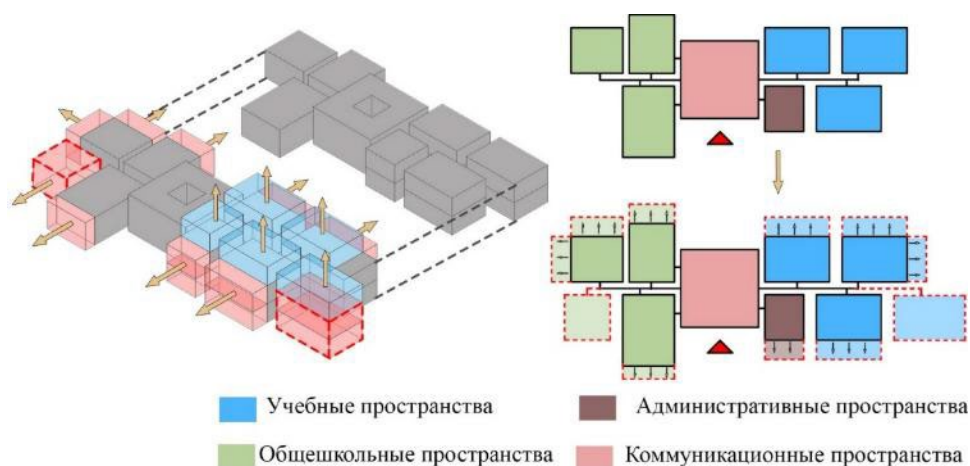 Учебные пространства
Административные пространства
Общешкольные пространства
Коммуникационные пространства